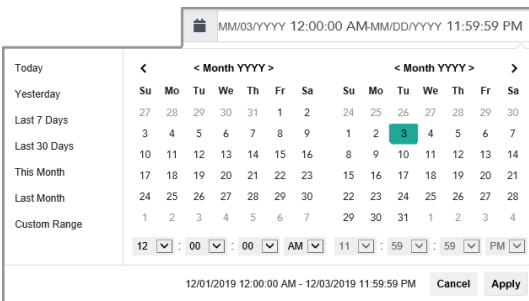 MM/03/YYYY 12:00:00 AM-MM/DD/YYYY 11:59:59 PM
Today
Yesterday
Last 7 Days
Last 30 Days
This Month
Last Month
Custom Range
< Month YYYY >
Su Mo Tu We Th Fr Sa
27 28 29 30 31 1 2
3 4 5 6 7 8 9
10 11 12 13 14 15 16
17 18 19 20 21 22 23
24 25 26 27 28 29 30
1 2 3 4 5 6 7
12 : 00 : 00 AM
< Month YYYY >
Su Mo Tu We Th Fr Sa
24 25 26 27 28 29 30
1 2 3 4 5 6 7
8 9 10 11 12 13 14
15 16 17 18 19 20 21
22 23 24 25 26 27 28
29 30 31 1 2 3 4
11 : 59 : 59 PM
12/01/2019 12:00:00 AM - 12/03/2019 11:59:59 PM Cancel Apply